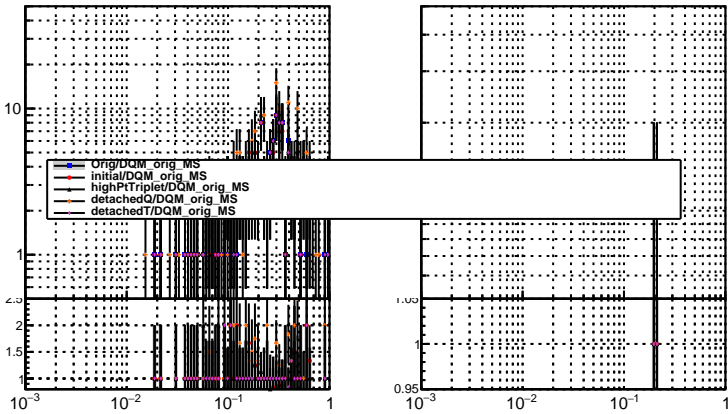 10
Orig/DQM_orig_MS
initial/DQM_orig_MS
highPtTriplet/DQM_orig_MS
detachedQ/DQM_orig_MS
detachedT/DQM_orig_MS
1
2.5
2
1.5
1
1.05
1
0.95
10⁻³ 10⁻² 10⁻¹ 1
10⁻³ 10⁻² 10⁻¹ 1